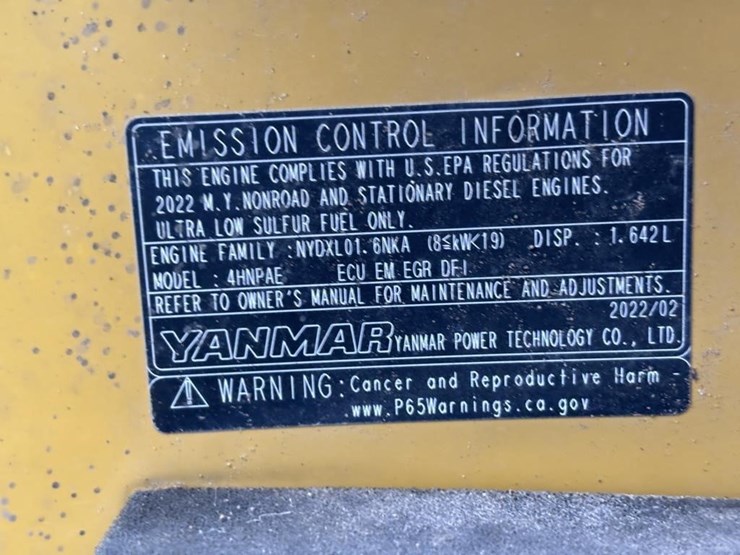 EMISSION CONTROL INFORMATION
THIS ENGINE COMPLIES WITH U.S.EPA REGULATIONS FOR
2022 M.Y.NONROAD AND STATIONARY DIESEL ENGINES.
ULTRA LOW SULFUR FUEL ONLY.
ENGINE FAMILY :NYDXL01.6NKA (8≦kW<19) DISP. : 1.642L
MODEL : 4HNPAE ECU EM EGR DFI
REFER TO OWNER'S MANUAL FOR MAINTENANCE AND ADJUSTMENTS.
2022/02
YANMAR YANMAR POWER TECHNOLOGY CO., LTD.
WARNING:Cancer and Reproductive Harm -
www.P65Warnings.ca.gov